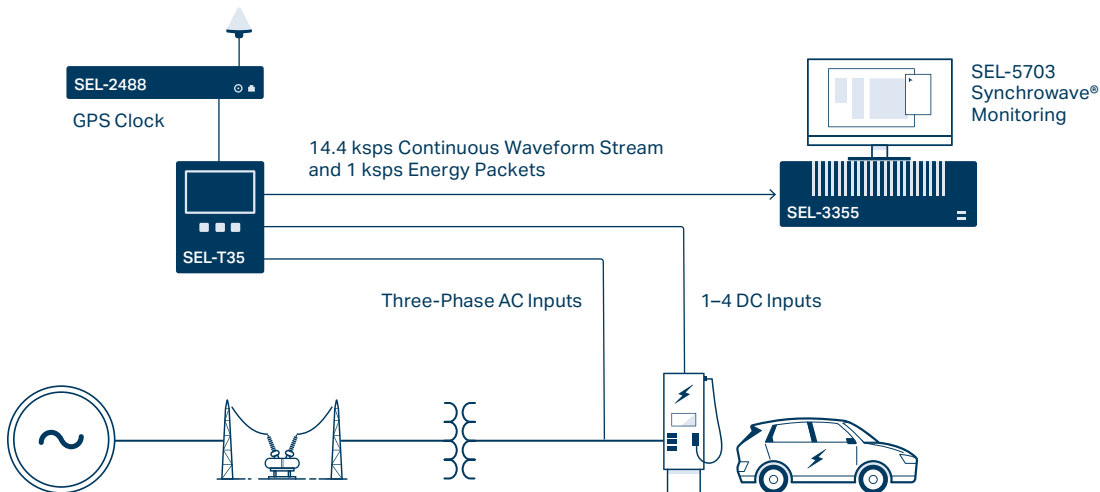 SEL-2488
GPS Clock
14.4 ksps Continuous Waveform Stream
and 1 ksps Energy Packets
SEL-5703
Synchrowave®
Monitoring
SEL-3355
SEL-T35
Three-Phase AC Inputs
1–4 DC Inputs